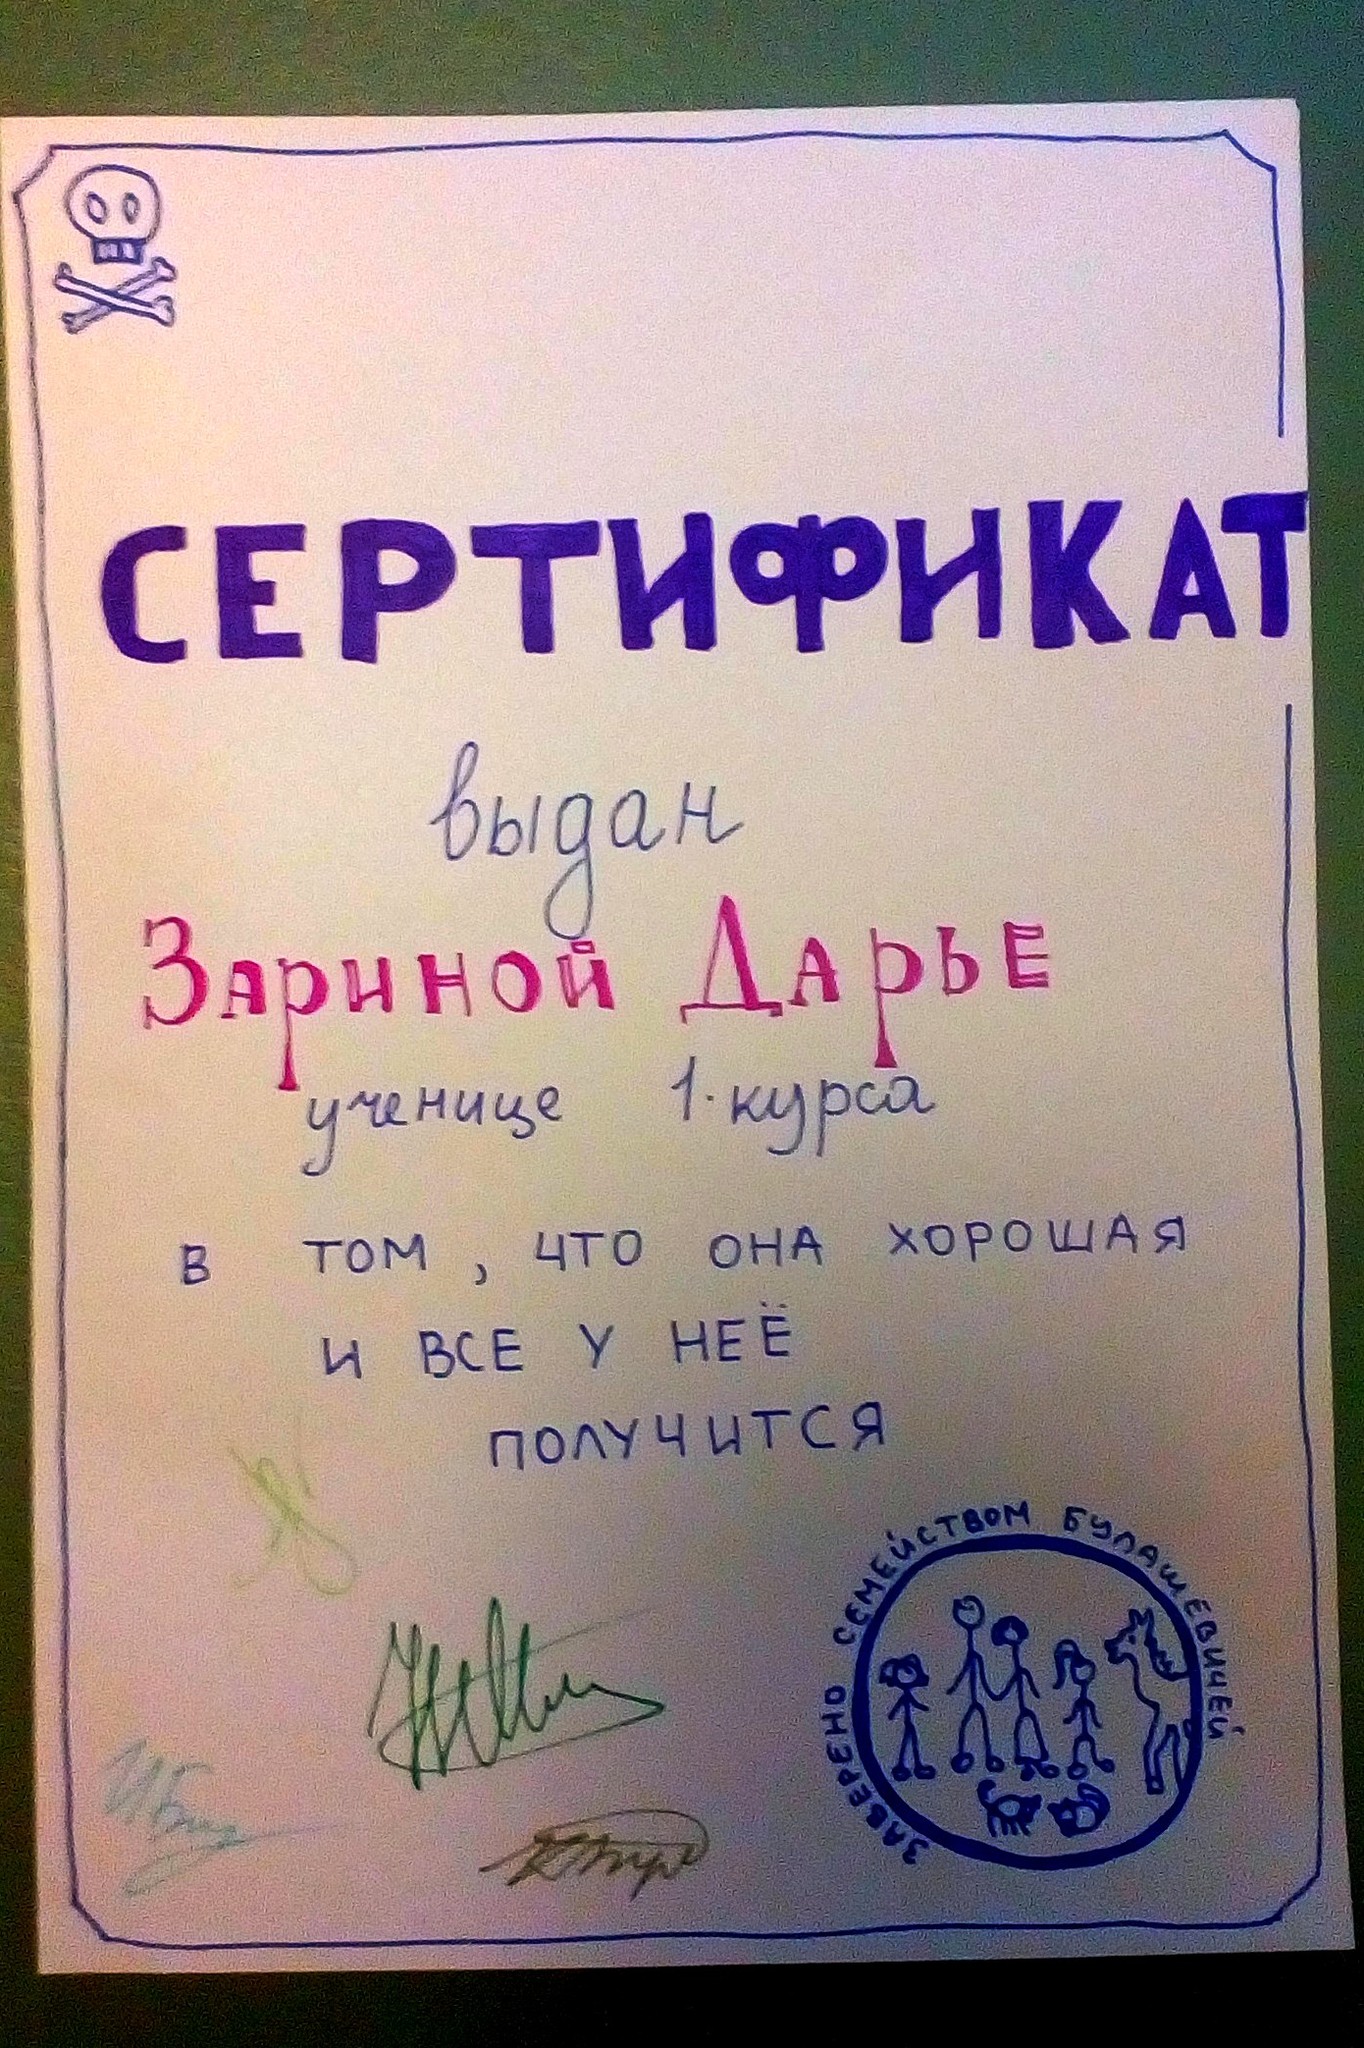 СЕРТИФИКАТ
выдан
Зариной Дарье
ученице 1 курса
В ТОМ, ЧТО ОНА ХОРОШАЯ
И ВСЕ У НЕЁ
ПОЛУЧИТСЯ
ЗАВЕРЕНО СЕМЕЙСТВОМ БУЛАШЕВИЧЕЙ